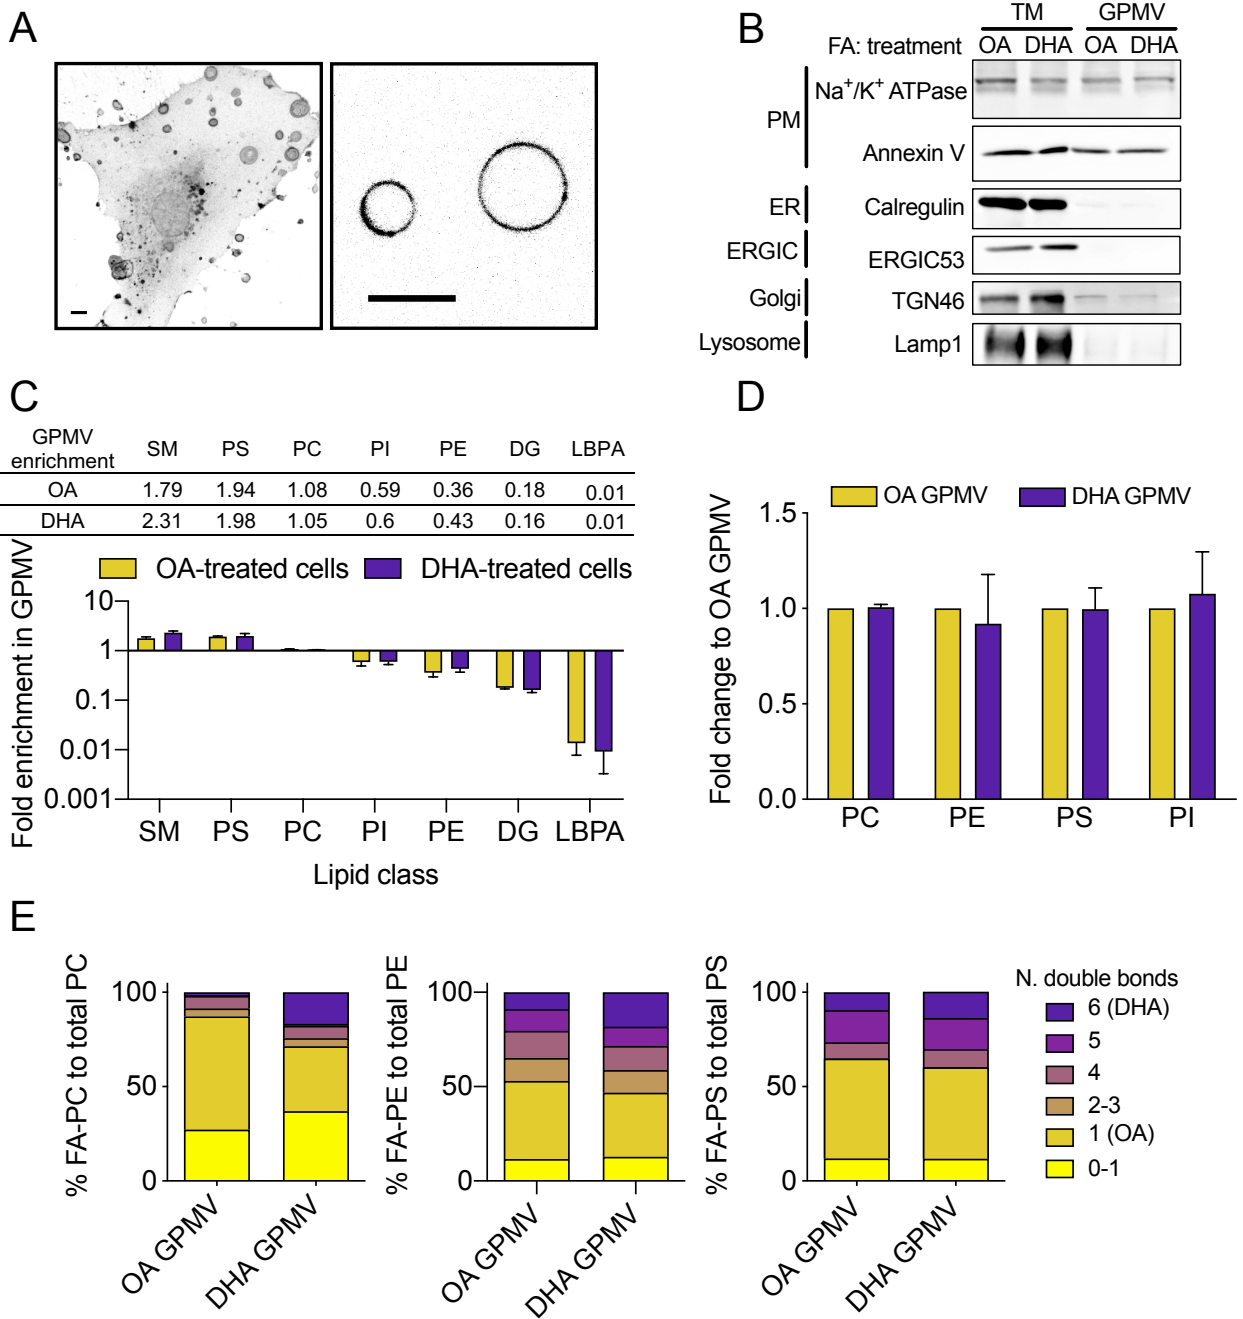 A
B
TM GPMV
FA: treatment OA DHA OA DHA
PM
Na+/K+ ATPase
Annexin V
ER Calregulin
ERGIC ERGIC53
Golgi TGN46
Lysosome Lamp1
C
GPMV enrichment SM PS PC PI PE DG LBPA
OA 1.79 1.94 1.08 0.59 0.36 0.18 0.01
DHA 2.31 1.98 1.05 0.6 0.43 0.16 0.01
OA-treated cells DHA-treated cells
Fold enrichment in GPMV
10
1
0.1
0.01
0.001
SM PS PC PI PE DG LBPA
Lipid class
D
OA GPMV DHA GPMV
Fold change to OA GPMV
1.5
1.0
0.5
0.0
PC PE PS PI
E
% FA-PC to total PC
100
50
0
OA GPMV
DHA GPMV
% FA-PE to total PE
100
50
0
OA GPMV
DHA GPMV
% FA-PS to total PS
100
50
0
OA GPMV
DHA GPMV
N. double bonds
6 (DHA)
5
4
2-3
1 (OA)
0-1